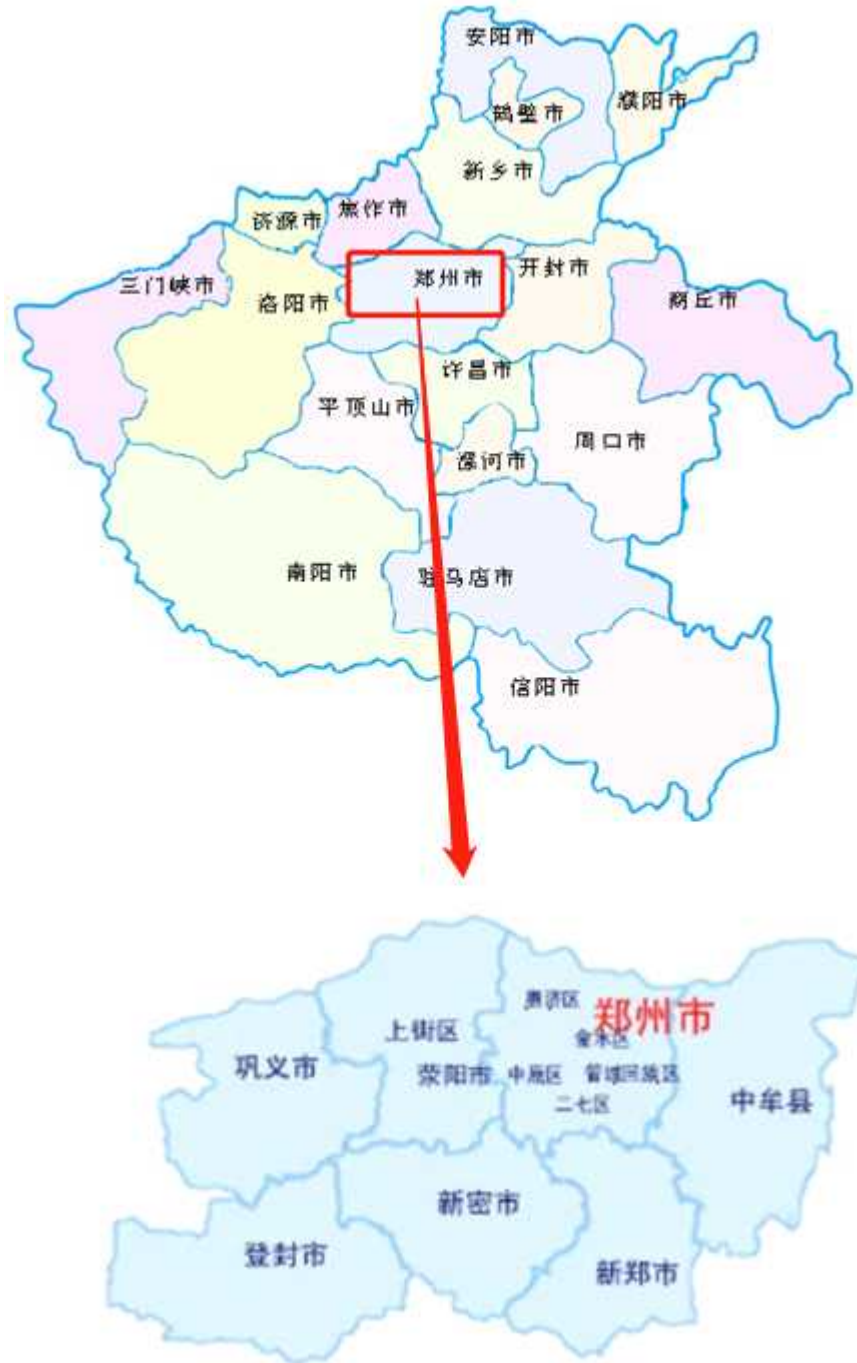 安阳市
鹤壁市
濮阳市
新乡市
焦作市
济源市
郑州市
开封市
三门峡市
洛阳市
商丘市
许昌市
平顶山市
周口市
漯河市
南阳市
驻马店市
信阳市
惠济区
郑州市
上街区
金水区
巩义市
荥阳市
中原区
管城回族区
二七区
中牟县
新密市
登封市
新郑市